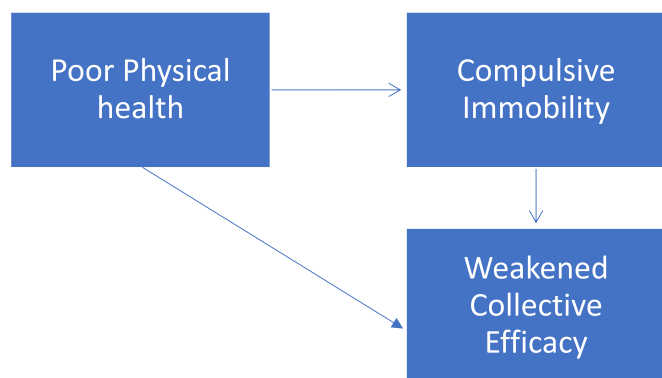 Poor Physical
health
Compulsive
Immobility
Weakened
Collective
Efficacy